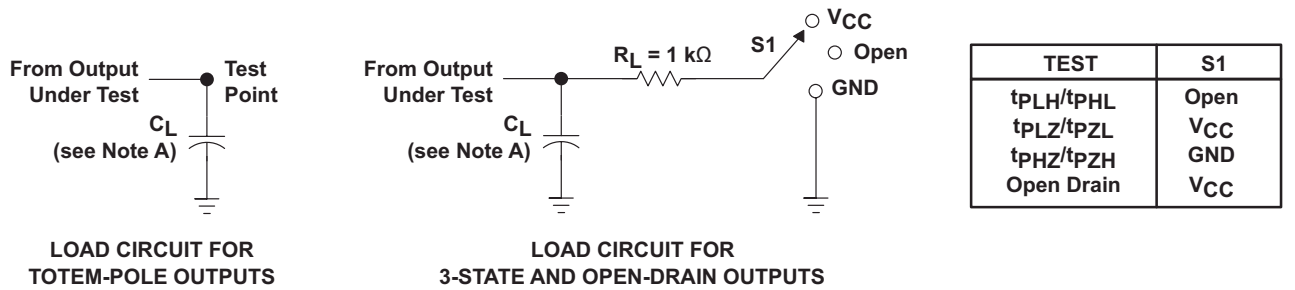 From Output
Under Test
Test
Point
CL
(see Note A)
LOAD CIRCUIT FOR
TOTEM-POLE OUTPUTS
From Output
Under Test
RL = 1 kΩ
S1
VCC
Open
GND
CL
(see Note A)
LOAD CIRCUIT FOR
3-STATE AND OPEN-DRAIN OUTPUTS
TEST S1
tPLH/tPHL Open
tPLZ/tPZL VCC
tPHZ/tPZH GND
Open Drain VCC